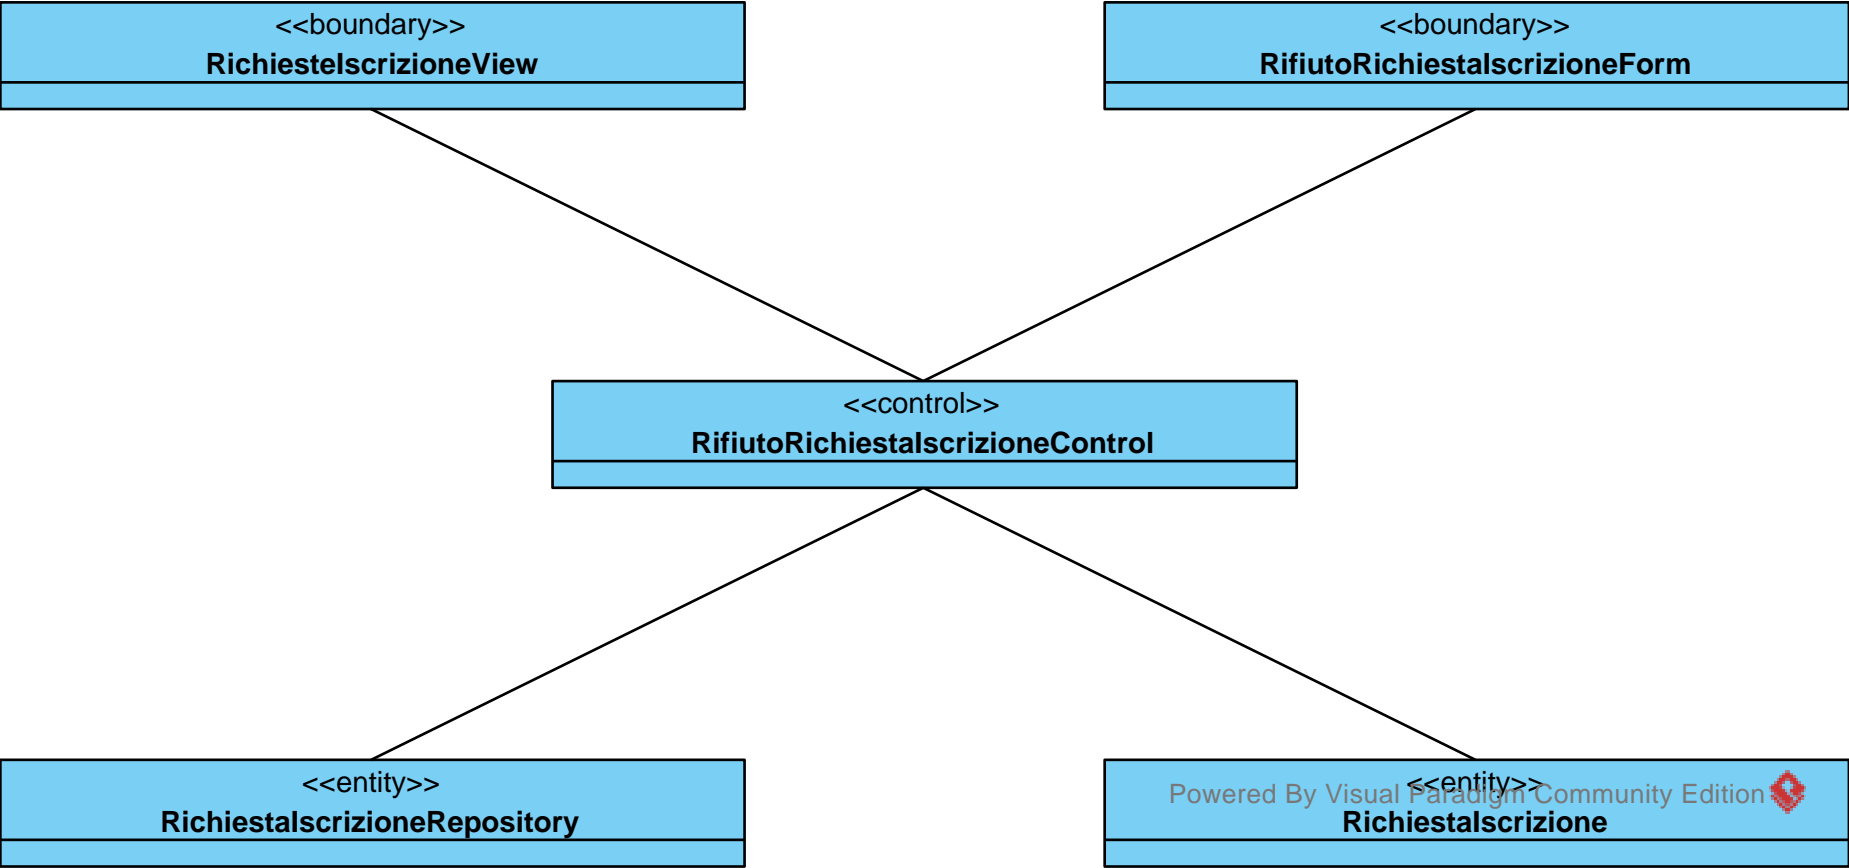 <<boundary>>
RichiesteIscrizioneView
<<boundary>>
RifiutoRichiestaIscrizioneForm
<<control>>
RifiutoRichiestaIscrizioneControl
<<entity>>
RichiestaIscrizioneRepository
<<entity>>
Powered By Visual Paradigm Community Edition
RichiestaIscrizione